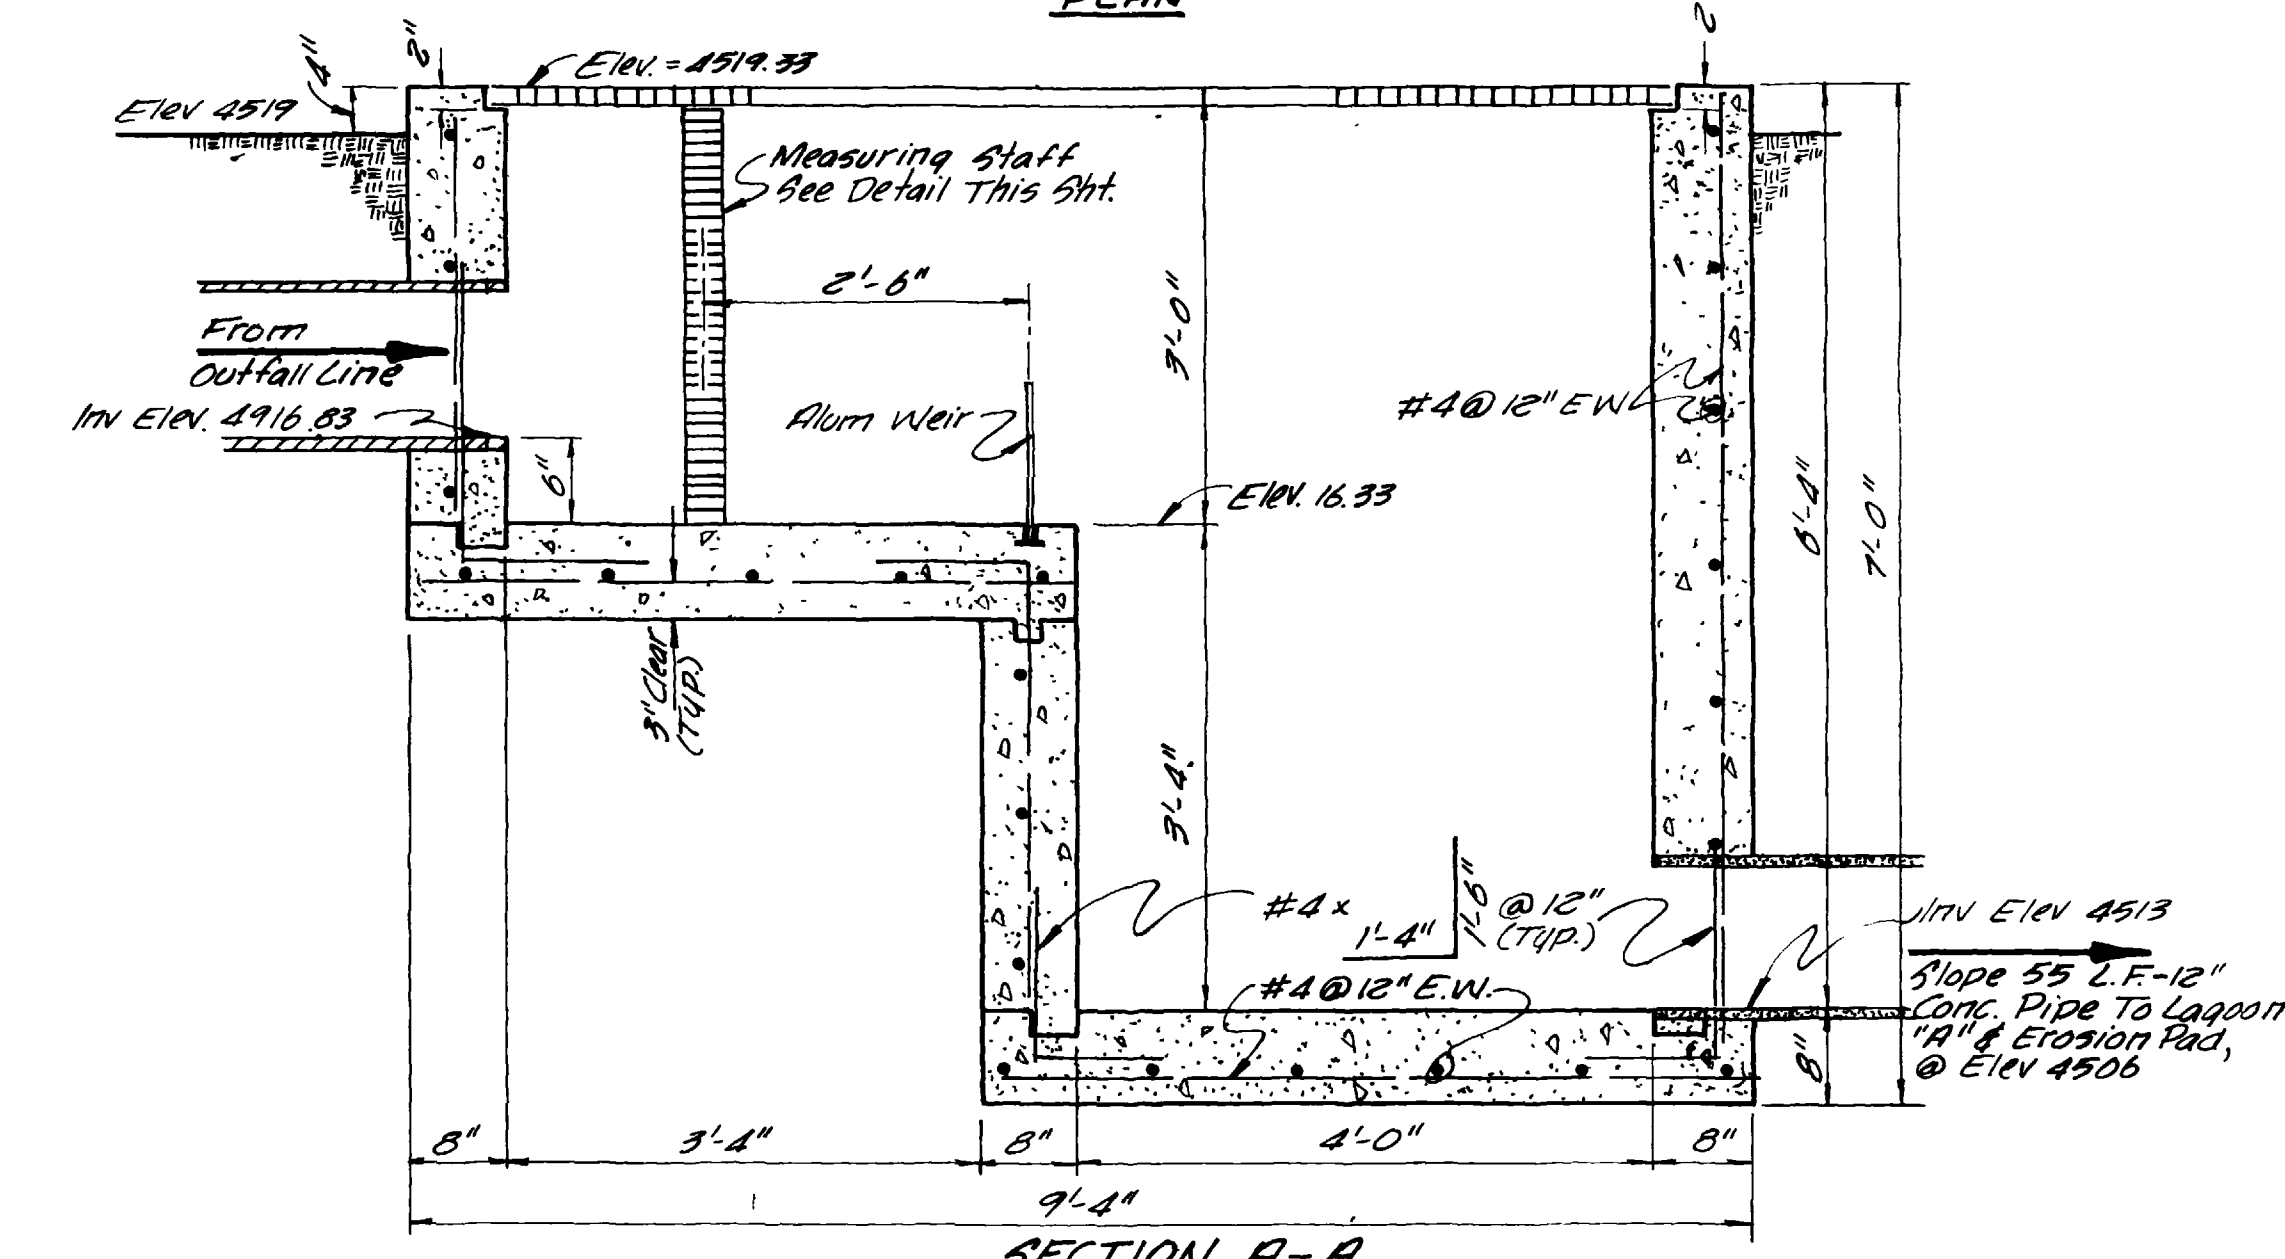 PLAN
4"
2"
Elev. = 4519.33
2
Elev 4519
Measuring Staff
See Detail This Sht.
2'-6"
3'-0"
From
Outfall Line
Inv Elev. 4916.83
Alum Weir
#4@12" E W
6"
Elev. 16.33
6'-4"
7'-0"
3" Clear
(TYP.)
3'-4"
#4 x
1'-4"
1'-6"
@ 12"
(TYP.)
Inv Elev 4513
#4@12" E.W.
Slope 55 L.F.-12"
Conc. Pipe To Lagoon
"A" & Erosion Pad,
@ Elev 4506
8"
8"
3'-4"
8"
4'-0"
8"
9'-4"
SECTION A-A